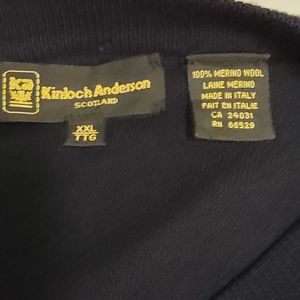 ka
Kinloch Anderson
SCOTLAND
XXL
TTG
100% MERINO WOOL
LAINE MERINO
MADE IN ITALY
FAIT EN ITALIE
CA 24831
RN 86529